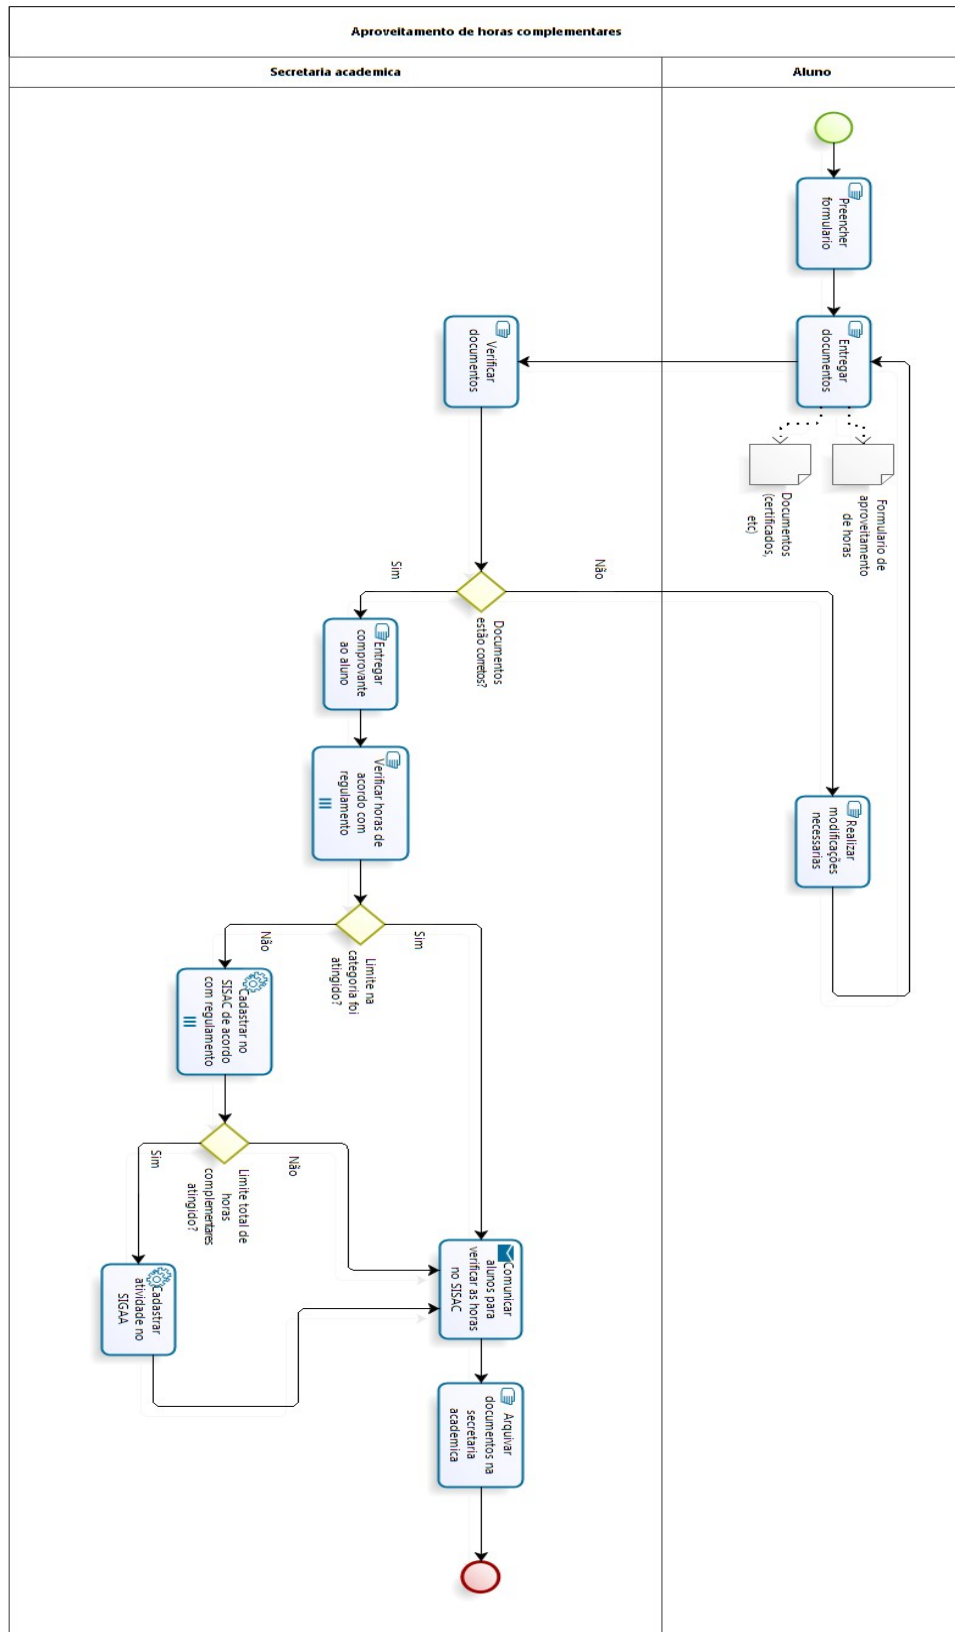 Aproveitamento de horas complementares
Secretaria academica
Aluno
Preencher
formulario
Entregar
documentos
Verificar
documentos
Formulario de
aproveitamento
de horas
Documentos
(certificados,
etc)
Não
Sim
Documentos
estão corretos?
Entregar
comprovante
ao aluno
Verificar horas de
acordo com
regulamento
Realizar
modificações
necessarias
Sim
Não
Limite na
categoria foi
atingido?
Cadastrar no
SISAC de acordo
com regulamento
Não
Sim
Limite total de
horas
complementares
atingido?
Cadastrar
atividade no
SIGAA
Comunicar
alunos para
verificar as horas
no SISAC
Arquivar
documentos na
secretaria
academica